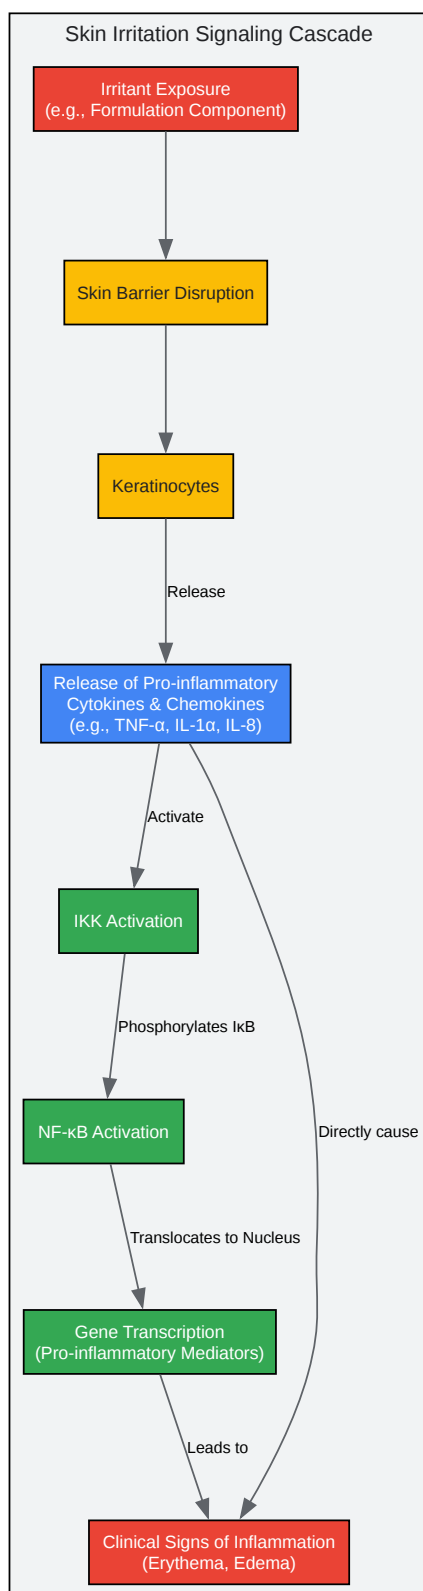 Skin Irritation Signaling Cascade
Irritant Exposure
(e.g., Formulation Component)
Skin Barrier Disruption
Keratinocytes
Release
Release of Pro-inflammatory
Cytokines & Chemokines
(e.g., TNF-α, IL-1α, IL-8)
Activate
IKK Activation
Phosphorylates IκB
NF-κB Activation
Directly cause
Translocates to Nucleus
Gene Transcription
(Pro-inflammatory Mediators)
Leads to
Clinical Signs of Inflammation
(Erythema, Edema)